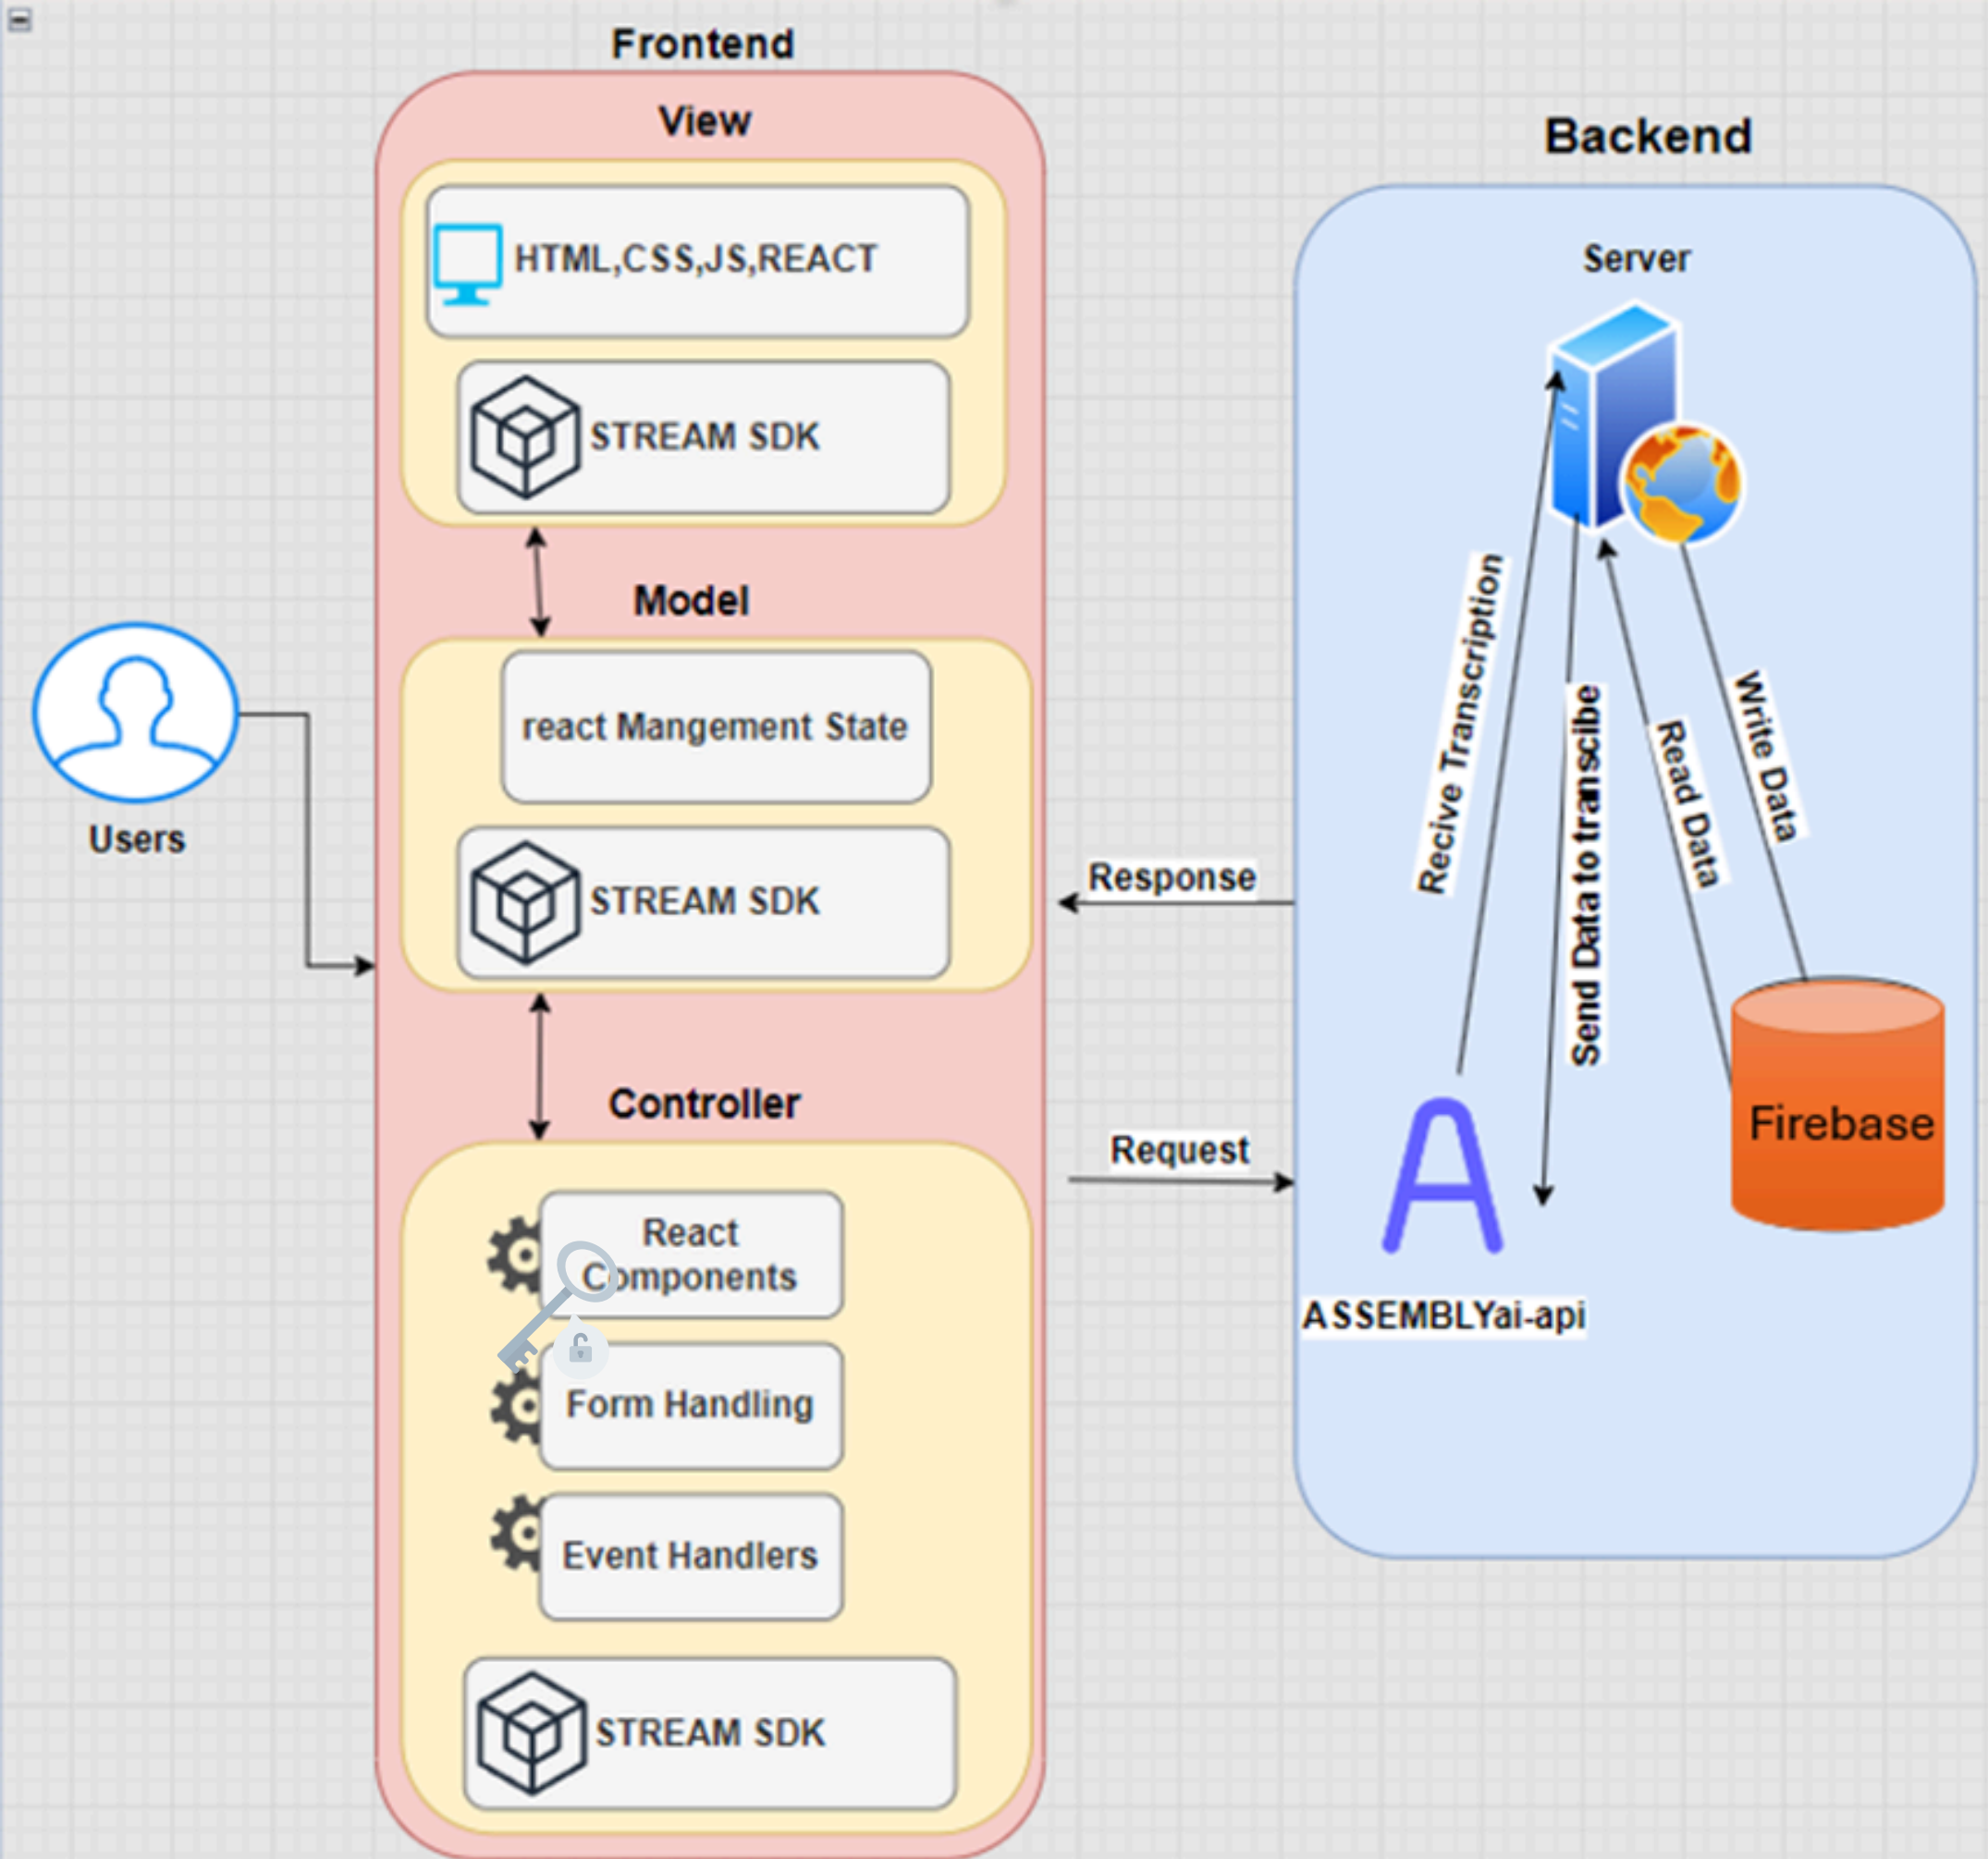 Frontend
View
HTML,CSS,JS,REACT
STREAM SDK
Model
react Mangement State
STREAM SDK
Controller
React
Components
Form Handling
Event Handlers
STREAM SDK
Users
Response
Request
Backend
Server
Recive Transcription
Send Data to transcibe
Read Data
Write Data
Firebase
ASSEMBLYai-api